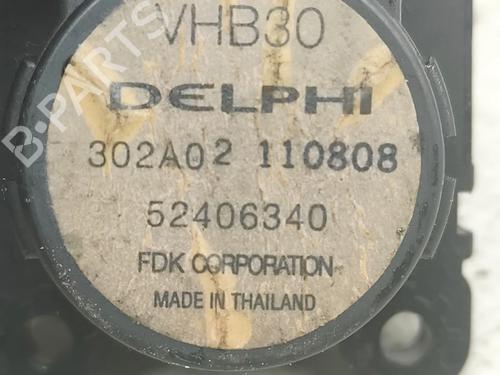 VHB30
DELPHI
302A02 110808
52406340
FDK CORPORATION
MADE IN THAILAND
B-PARTS